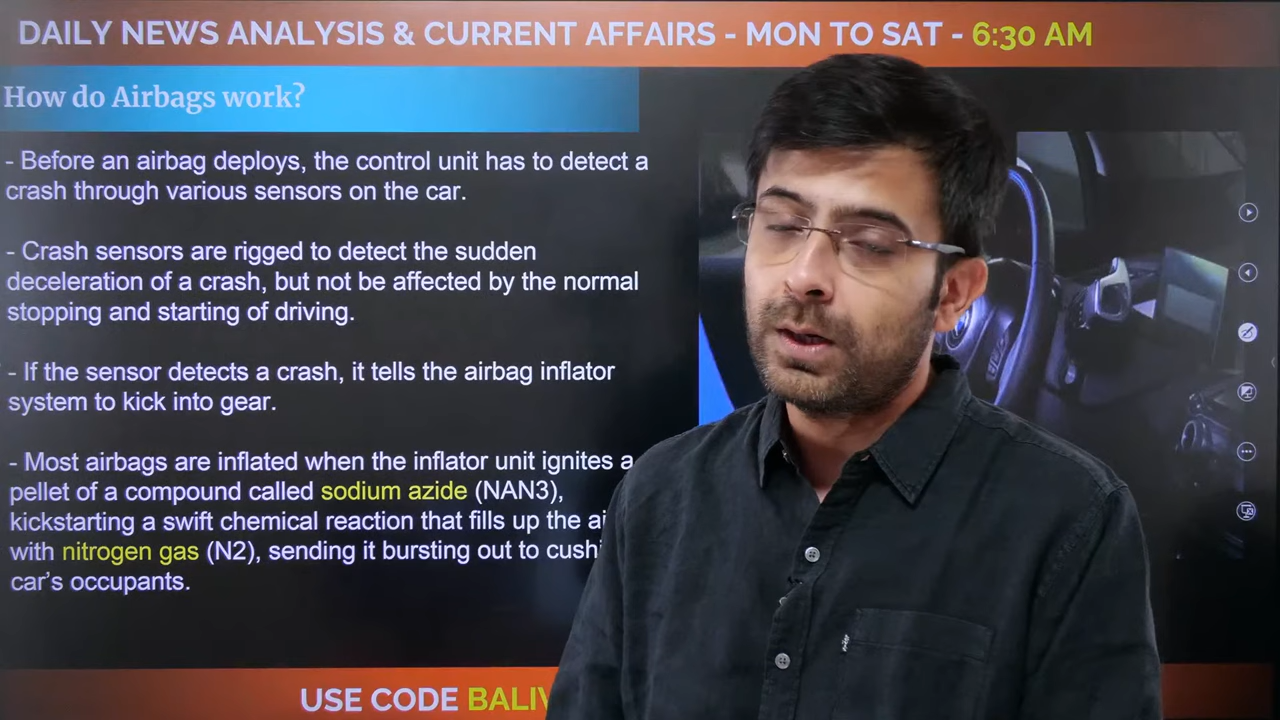 DAILY NEWS ANALYSIS & CURRENT AFFAIRS - MON TO SAT - 6:30 AM
How do Airbags work?
- Before an airbag deploys, the control unit has to detect a
crash through various sensors on the car.
- Crash sensors are rigged to detect the sudden
deceleration of a crash, but not be affected by the normal
stopping and starting of driving.
- If the sensor detects a crash, it tells the airbag inflator
system to kick into gear.
- Most airbags are inflated when the inflator unit ignites a
pellet of a compound called sodium azide (NAN3),
kickstarting a swift chemical reaction that fills up the
with nitrogen gas (N2), sending it bursting out to
car's occupants.
USE CODE